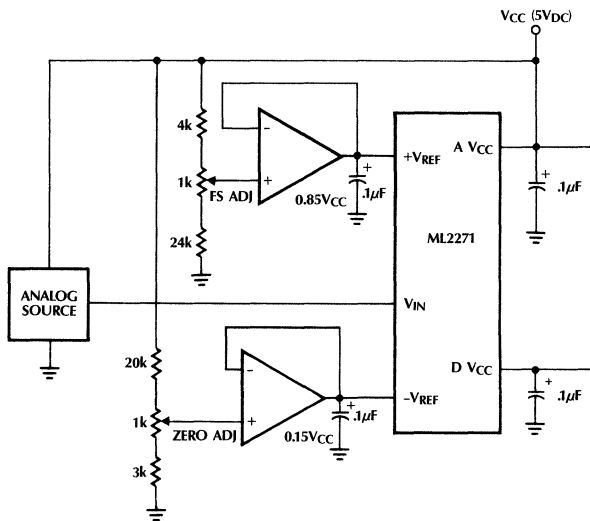 VCC (5VDC)
4k
1k
FS ADJ
24k
-
+
0.85VCC
+
.1µF
+VREF
A VCC
+
.1µF
ML2271
ANALOG
SOURCE
VIN
20k
1k
ZERO ADJ
3k
-
+
0.15VCC
+
.1µF
-VREF
D VCC
+
.1µF